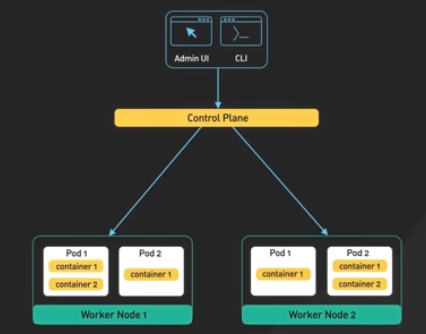 Admin UI
CLI
Control Plane
Pod 1
container 1
container 2
Pod 2
container 1
Worker Node 1
Pod 1
container 1
Pod 2
container 1
container 2
Worker Node 2